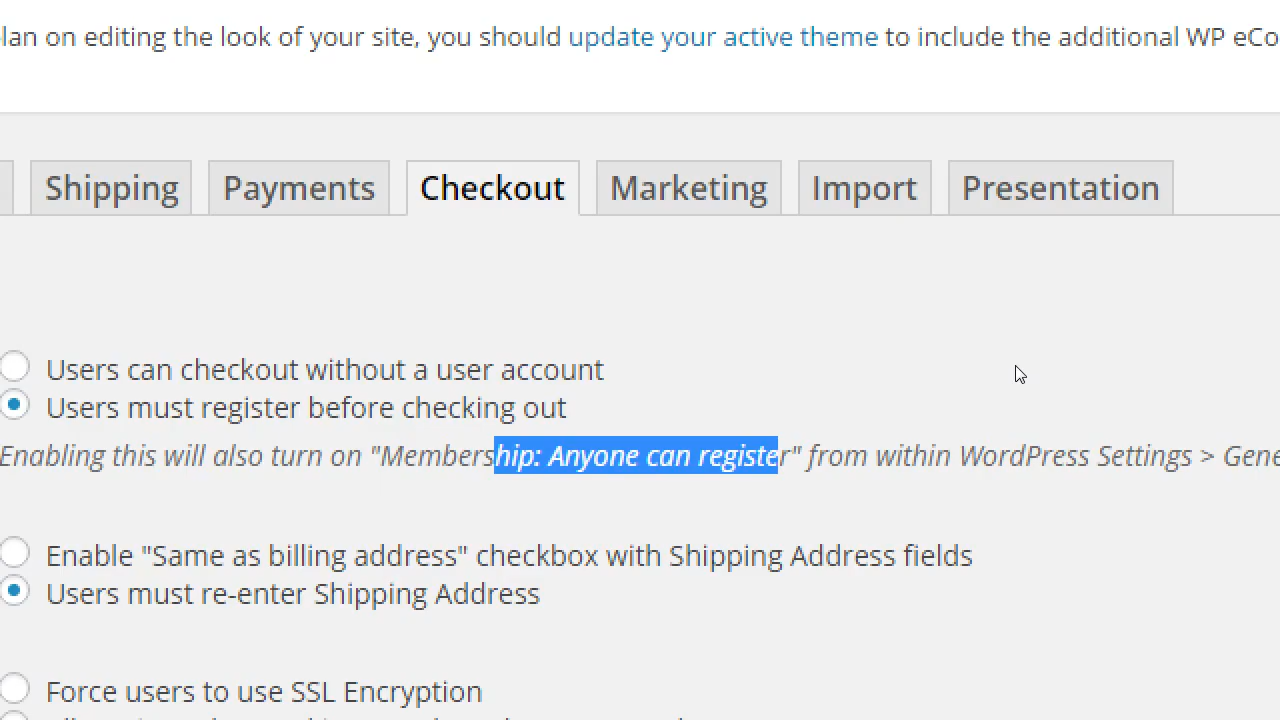 on editing the look of your site, you should update your active theme to include the additional WP
Shipping Payments Checkout Marketing Import Presentation
Users can checkout without a user account
Users must register before checking out
Enabling this will also turn on "Membership: Anyone can register" from within WordPress Settings >
Enable "Same as billing address" checkbox with Shipping Address fields
Users must re-enter Shipping Address
Force users to use SSL Encryption